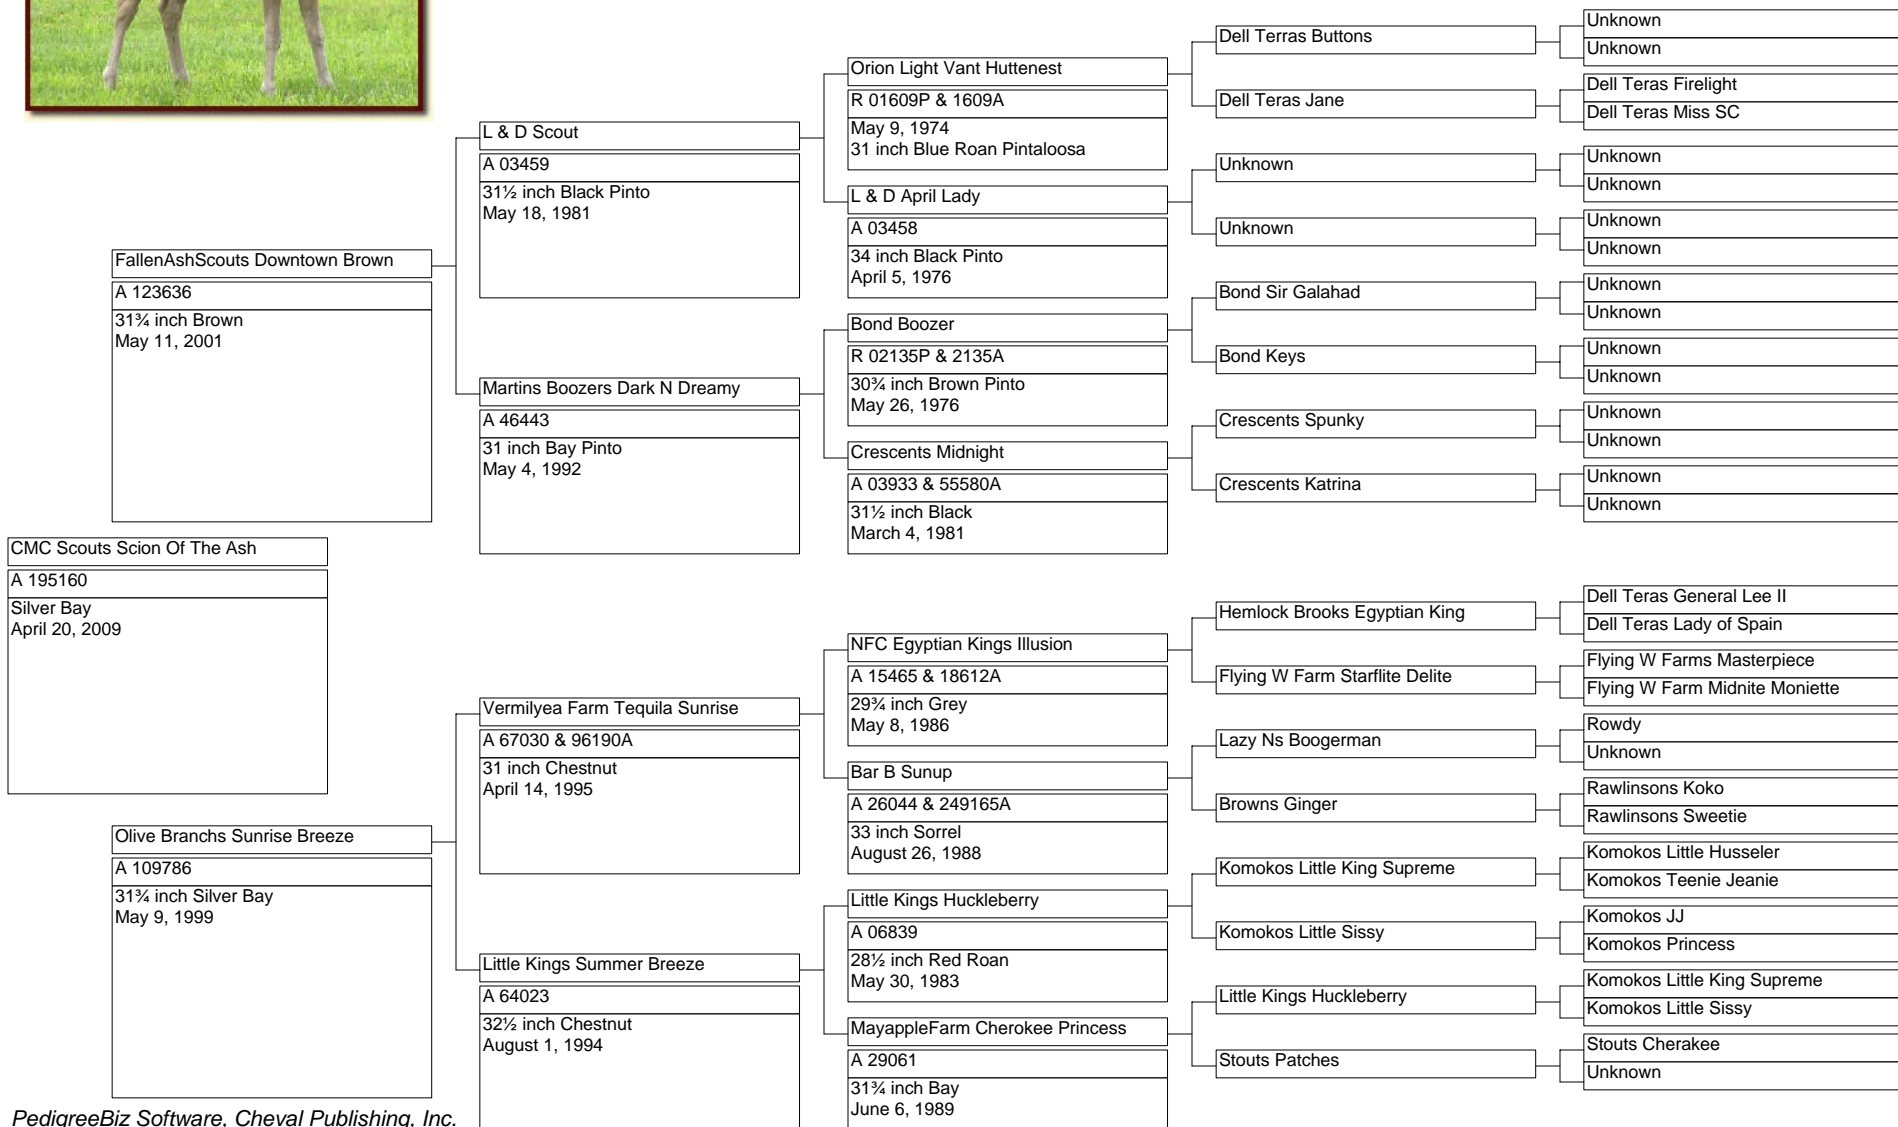 CMC Scouts Scion Of The Ash
A 195160
Silver Bay
April 20, 2009
FallenAshScouts Downtown Brown
A 123636
31¾ inch Brown
May 11, 2001
Olive Branchs Sunrise Breeze
A 109786
31¾ inch Silver Bay
May 9, 1999
L & D Scout
A 03459
31½ inch Black Pinto
May 18, 1981
Martins Boozers Dark N Dreamy
A 46443
31 inch Bay Pinto
May 4, 1992
Vermilyea Farm Tequila Sunrise
A 67030 & 96190A
31 inch Chestnut
April 14, 1995
Little Kings Summer Breeze
A 64023
32½ inch Chestnut
August 1, 1994
Orion Light Vant Huttenest
R 01609P & 1609A
May 9, 1974
31 inch Blue Roan Pintaloosa
L & D April Lady
A 03458
34 inch Black Pinto
April 5, 1976
Bond Boozer
R 02135P & 2135A
30¾ inch Brown Pinto
May 26, 1976
Crescents Midnight
A 03933 & 55580A
31½ inch Black
March 4, 1981
NFC Egyptian Kings Illusion
A 15465 & 18612A
29¾ inch Grey
May 8, 1986
Bar B Sunup
A 26044 & 249165A
33 inch Sorrel
August 26, 1988
Little Kings Huckleberry
A 06839
28½ inch Red Roan
May 30, 1983
MayappleFarm Cherokee Princess
A 29061
31¾ inch Bay
June 6, 1989
Dell Terras Buttons
Dell Teras Jane
Unknown
Unknown
Bond Sir Galahad
Bond Keys
Crescents Spunky
Crescents Katrina
Hemlock Brooks Egyptian King
Flying W Farm Starflite Delite
Lazy Ns Boogerman
Browns Ginger
Komokos Little King Supreme
Komokos Little Sissy
Little Kings Huckleberry
Stouts Patches
Unknown
Unknown
Dell Teras Firelight
Dell Teras Miss SC
Unknown
Unknown
Unknown
Unknown
Unknown
Unknown
Unknown
Unknown
Unknown
Unknown
Unknown
Unknown
Dell Teras General Lee II
Dell Teras Lady of Spain
Flying W Farms Masterpiece
Flying W Farm Midnite Moniette
Rowdy
Unknown
Rawlinsons Koko
Rawlinsons Sweetie
Komokos Little Husseler
Komokos Teenie Jeanie
Komokos JJ
Komokos Princess
Komokos Little King Supreme
Komokos Little Sissy
Stouts Cherakee
Unknown
PedigreeBiz Software, Cheval Publishing, Inc.